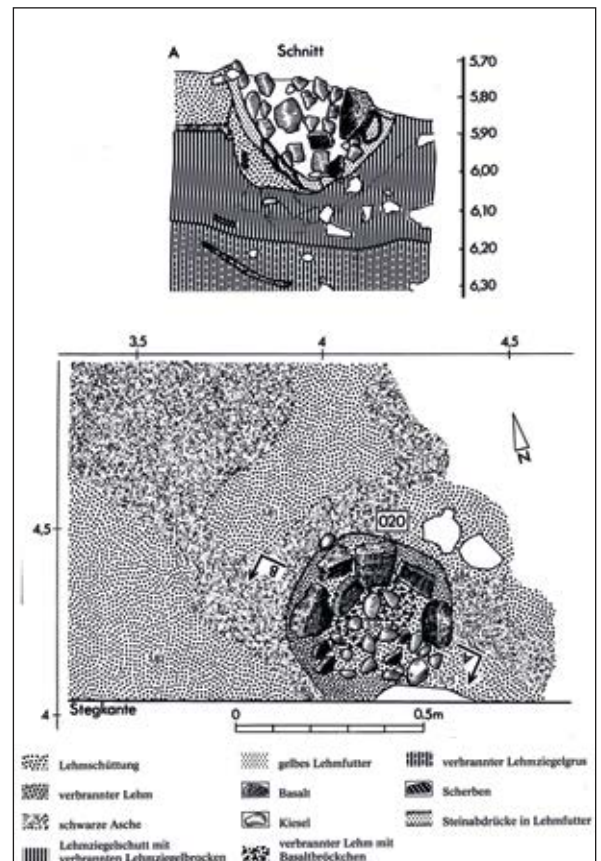 A Schnitt
5,70
5,80
5,90
6,00
6,10
6,20
6,30
3,5 4 4,5
N
4,5
020
B
A
4
Stegkante
0 0.5m
Lehmschüttung
gelbes Lehmfutter
verbrannter Lehmziegelgrus
verbrannter Lehm
Basalt
Scherben
schwarze Asche
Kiesel
Steinabdrücke in Lehmfutter
Lehmziegelschutt mit
verbrannten Lehmziegelbrocken
verbrannter Lehm mit
Basaltbröckchen